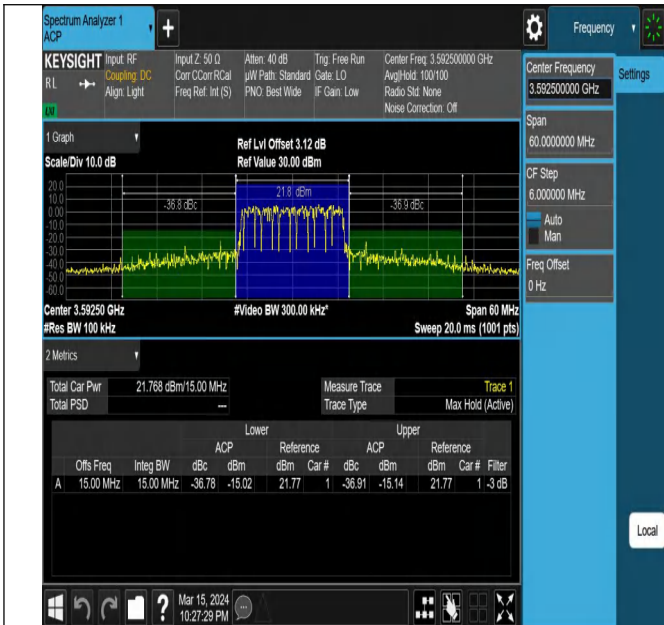 Spectrum Analyzer 1
ACP
Frequency
KEYSIGHT
RL
LXI
Input: RF
Coupling: DC
Align: Light
Input Z: 50 Ω
Corr CCorr RCal
Freq Ref: Int (S)
Atten: 40 dB
µW Path: Standard
PNO: Best Wide
Trig: Free Run
Gate: LO
IF Gain: Low
Center Freq: 3.592500000 GHz
Avg|Hold: 100/100
Radio Std: None
Noise Correction: Off
Center Frequency
3.592500000 GHz
Settings
Span
60.0000000 MHz
CF Step
6.000000 MHz
Auto
Man
Freq Offset
0 Hz
Local
1 Graph
Scale/Div 10.0 dB
Ref Lvl Offset 3.12 dB
Ref Value 30.00 dBm
20.0
10.0
0.00
-10.0
-20.0
-30.0
-40.0
-50.0
-60.0
-36.8 dBc
21.8 dBm
-36.9 dBc
Center 3.59250 GHz
#Video BW 300.00 kHz*
Span 60 MHz
#Res BW 100 kHz
Sweep 20.0 ms (1001 pts)
2 Metrics
Total Car Pwr 21.768 dBm/15.00 MHz
Total PSD ---
Measure Trace Trace 1
Trace Type Max Hold (Active)
Lower Upper
ACP Reference ACP Reference
Offs Freq Integ BW dBc dBm dBm Car # dBc dBm dBm Car # Filter
A 15.00 MHz 15.00 MHz -36.78 -15.02 21.77 1 -36.91 -15.14 21.77 1 -3 dB
?
Mar 15, 2024
10:27:29 PM